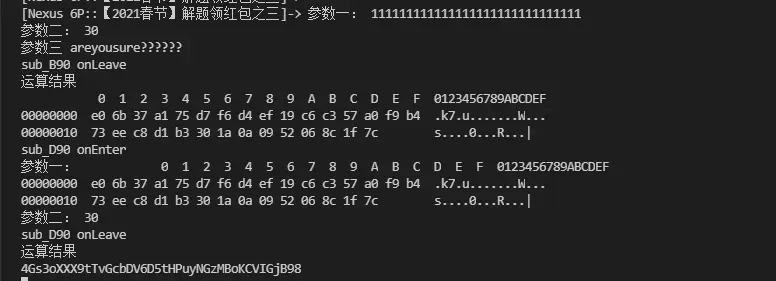 [Nexus 6P::【2021春节】解题领红包之三]-> 参数一： 111111111111111111111111111111
参数二： 30
参数三 areyousure??????
sub_B90 onLeave
运算结果
0 1 2 3 4 5 6 7 8 9 A B C D E F 0123456789ABCDEF
00000000 e0 6b 37 a1 75 d7 f6 d4 ef 19 c6 c3 57 a0 f9 b4 .k7.u.......W...
00000010 73 ee c8 d1 b3 30 1a 0a 09 52 06 8c 1f 7c s....0...R...|
sub_D90 onEnter
参数一： 0 1 2 3 4 5 6 7 8 9 A B C D E F 0123456789ABCDEF
00000000 e0 6b 37 a1 75 d7 f6 d4 ef 19 c6 c3 57 a0 f9 b4 .k7.u.......W...
00000010 73 ee c8 d1 b3 30 1a 0a 09 52 06 8c 1f 7c s....0...R...|
参数二： 30
sub_D90 onLeave
运算结果
4Gs3oXXX9tTvGcbDV6D5tHPuyNGzMBoKCVIGjB98